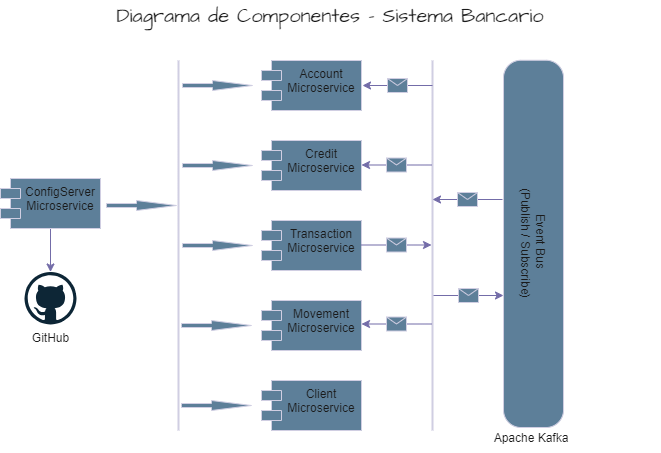 Diagrama de Componentes - Sistema Bancario
Account
Microservice
Credit
Microservice
ConfigServer
Microservice
Transaction
Microservice
Movement
Microservice
Client
Microservice
GitHub
Event Bus
(Publish / Subscribe)
Apache Kafka